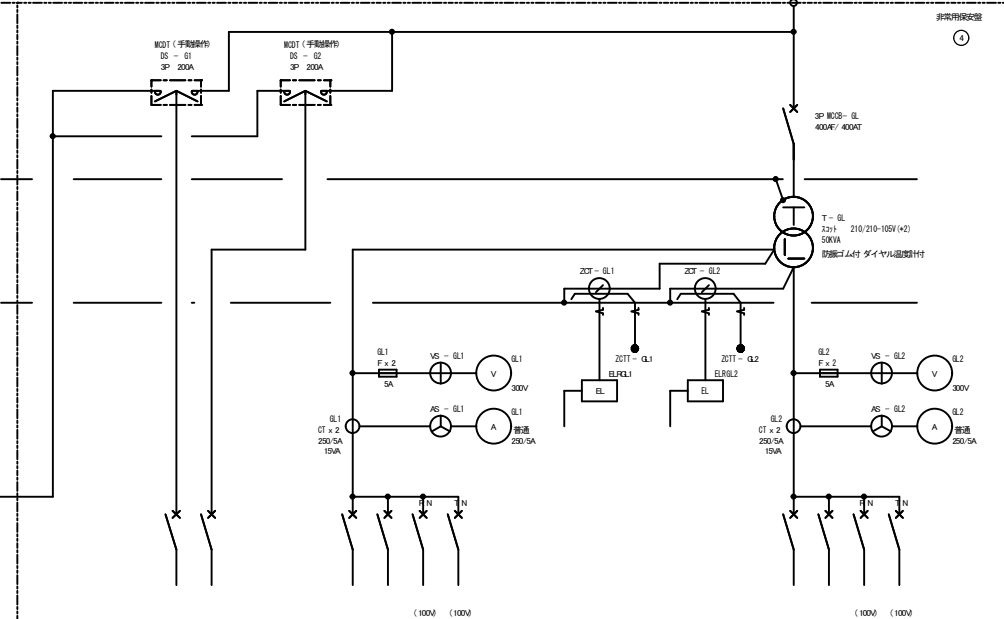 非常用保安盤
4
MCDT(手動操作)
DS - G1
3P 200A
MCDT(手動操作)
DS - G2
3P 200A
3P MCCB- GL
400AF/ 400AT
T - GL
スコット 210/210-105V(*2)
50KVA
防振ゴム付 ダイヤル温度計付
ZCT - GL1
ZCT - GL2
ZCTT - GL1
ZCTT - GL2
ELRGL1
EL
ELRGL2
EL
GL1
F x 2
5A
VS - GL1
V
GL1
300V
GL2
F x 2
5A
VS - GL2
V
GL2
300V
GL1
CT x 2
250/5A
15VA
AS - GL1
A
GL1
普通
250/5A
GL2
CT x 2
250/5A
15VA
AS - GL2
A
GL2
普通
250/5A
R N
T N
R N
T N
(100V)
(100V)
(100V)
(100V)